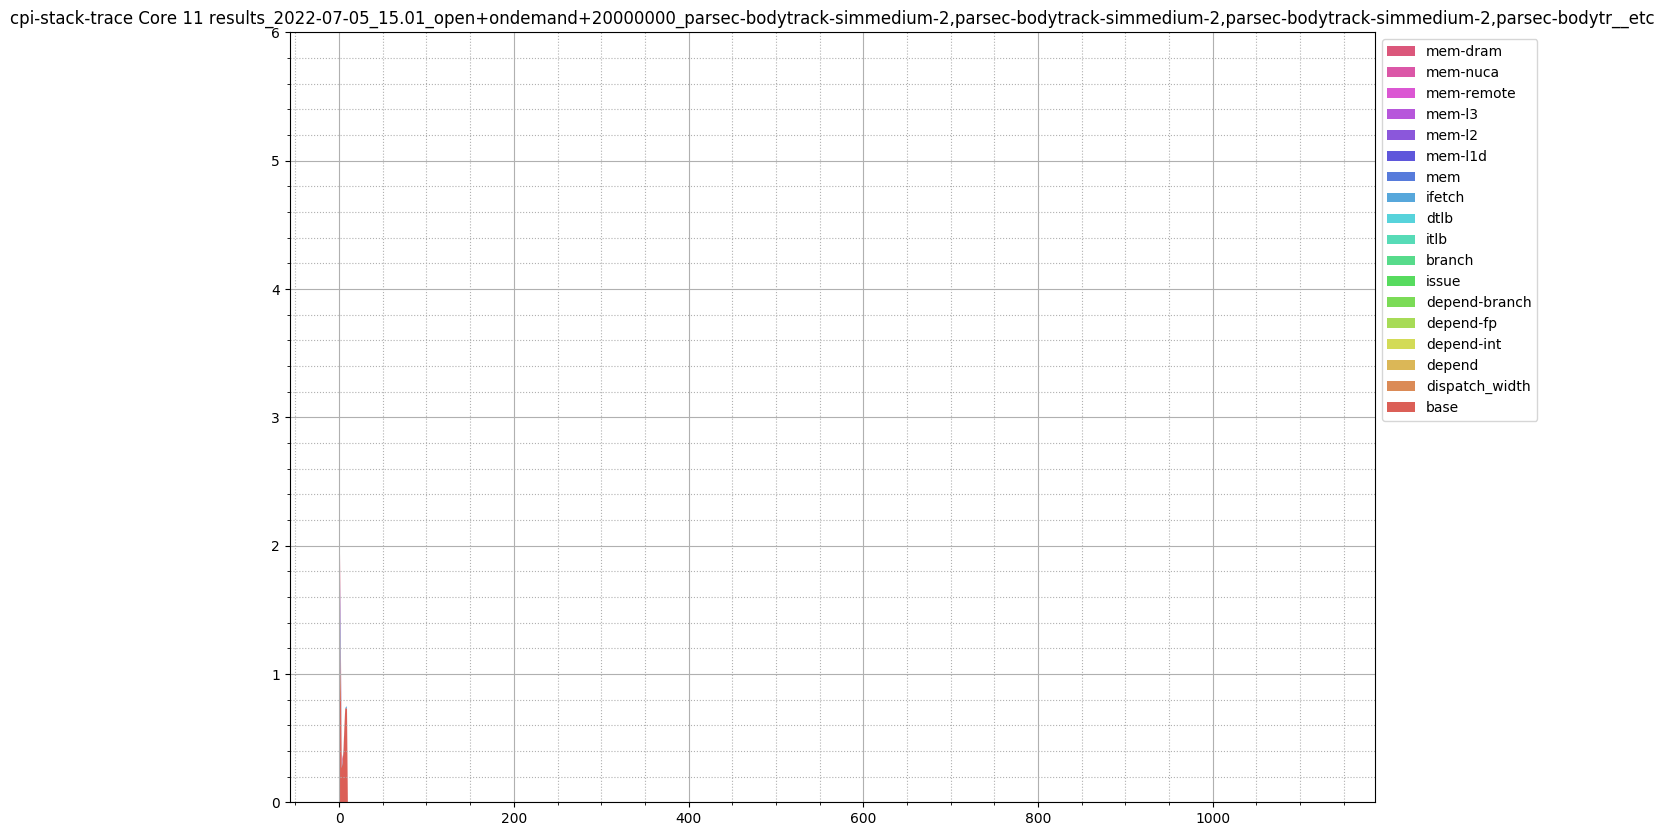 cpi-stack-trace Core 11 results_2022-07-05_15.01_open+ondemand+20000000_parsec-bodytrack-simmedium-2,parsec-bodytrack-simmedium-2,parsec-bodytrack-simmedium-2,parsec-bodytr__etc
6
5
4
3
2
1
0
0 200 400 600 800 1000
mem-dram
mem-nuca
mem-remote
mem-l3
mem-l2
mem-l1d
mem
ifetch
dtlb
itlb
branch
issue
depend-branch
depend-fp
depend-int
depend
dispatch_width
base